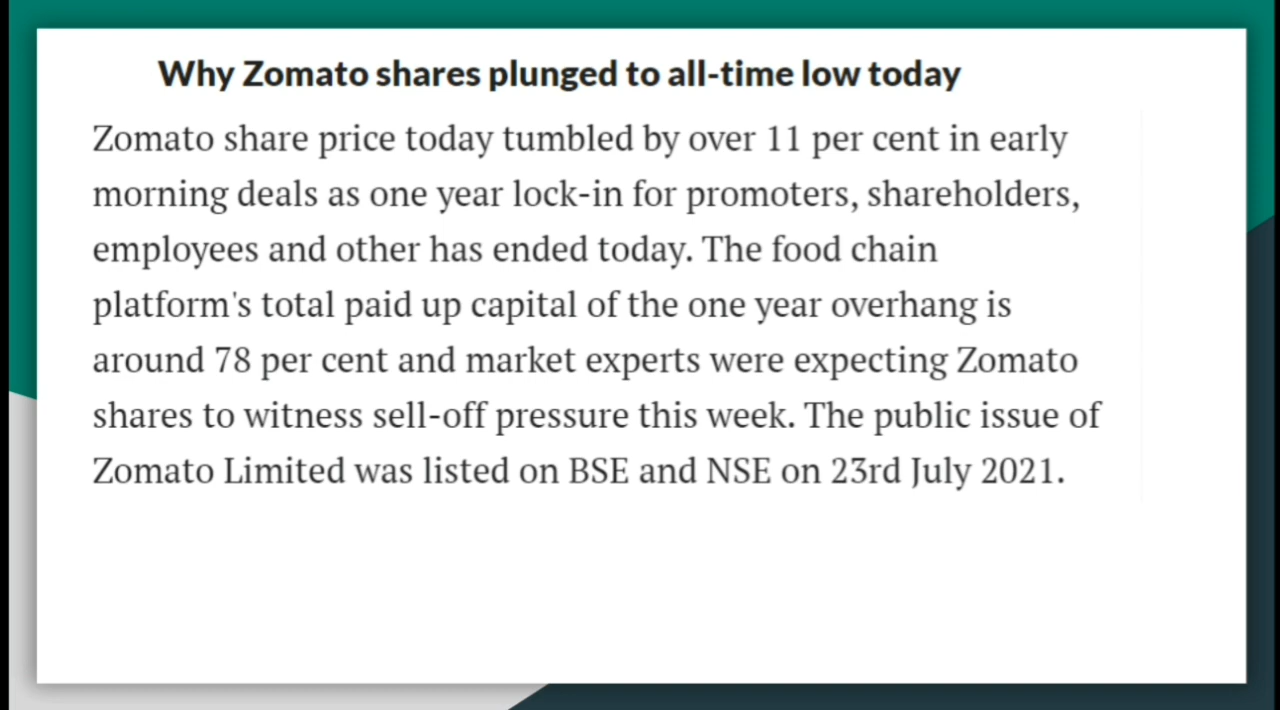 Why Zomato shares plunged to all-time low today
Zomato share price today tumbled by over 11 per cent in early
morning deals as one year lock-in for promoters, shareholders,
employees and other has ended today. The food chain
platform's total paid up capital of the one year overhang is
around 78 per cent and market experts were expecting Zomato
shares to witness sell-off pressure this week. The public issue of
Zomato Limited was listed on BSE and NSE on 23rd July 2021.